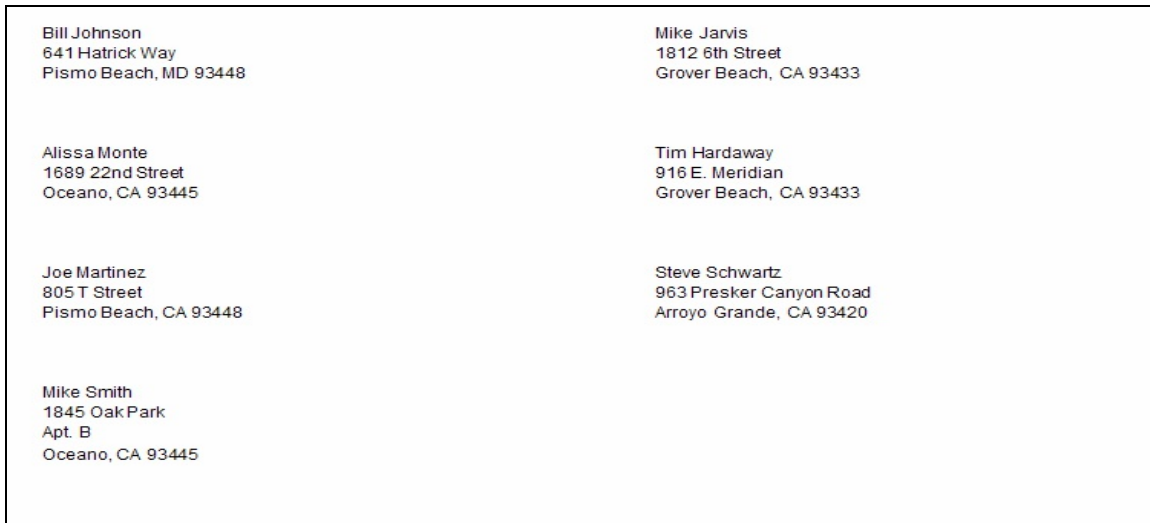 Bill Johnson
641 Hatrick Way
Pismo Beach, MD 93448
Mike Jarvis
1812 6th Street
Grover Beach, CA 93433
Alissa Monte
1689 22nd Street
Oceano, CA 93445
Tim Hardaway
916 E. Meridian
Grover Beach, CA 93433
Joe Martinez
805 T Street
Pismo Beach, CA 93448
Steve Schwartz
963 Presker Canyon Road
Arroyo Grande, CA 93420
Mike Smith
1845 Oak Park
Apt. B
Oceano, CA 93445